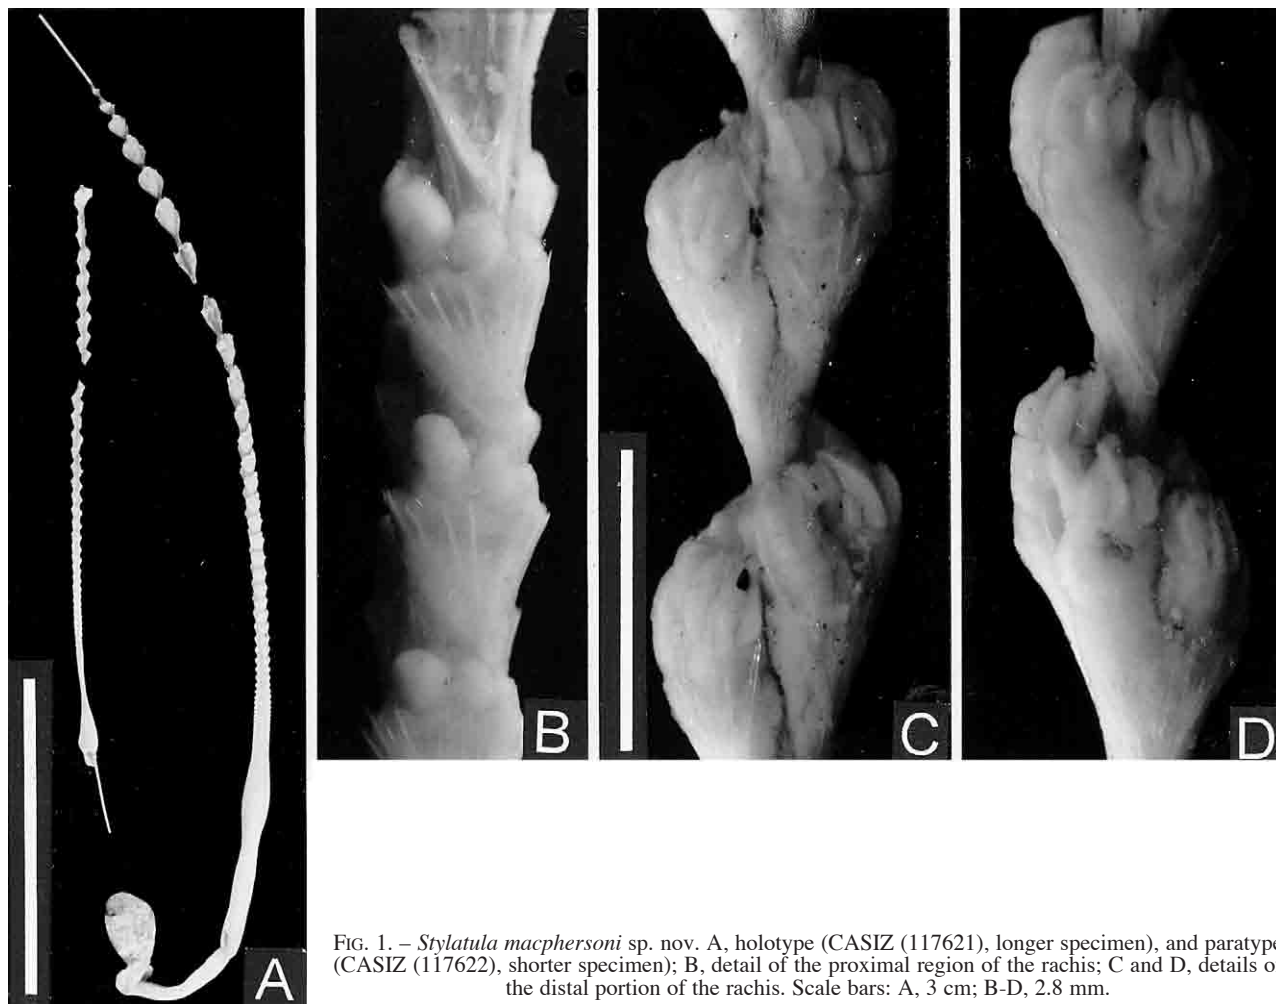 A
B
C
D
FIG. 1. – Stylatula macphersoni sp. nov. A, holotype (CASIZ (117621), longer specimen), and paratype
(CASIZ (117622), shorter specimen); B, detail of the proximal region of the rachis; C and D, details o
the distal portion of the rachis. Scale bars: A, 3 cm; B-D, 2.8 mm.